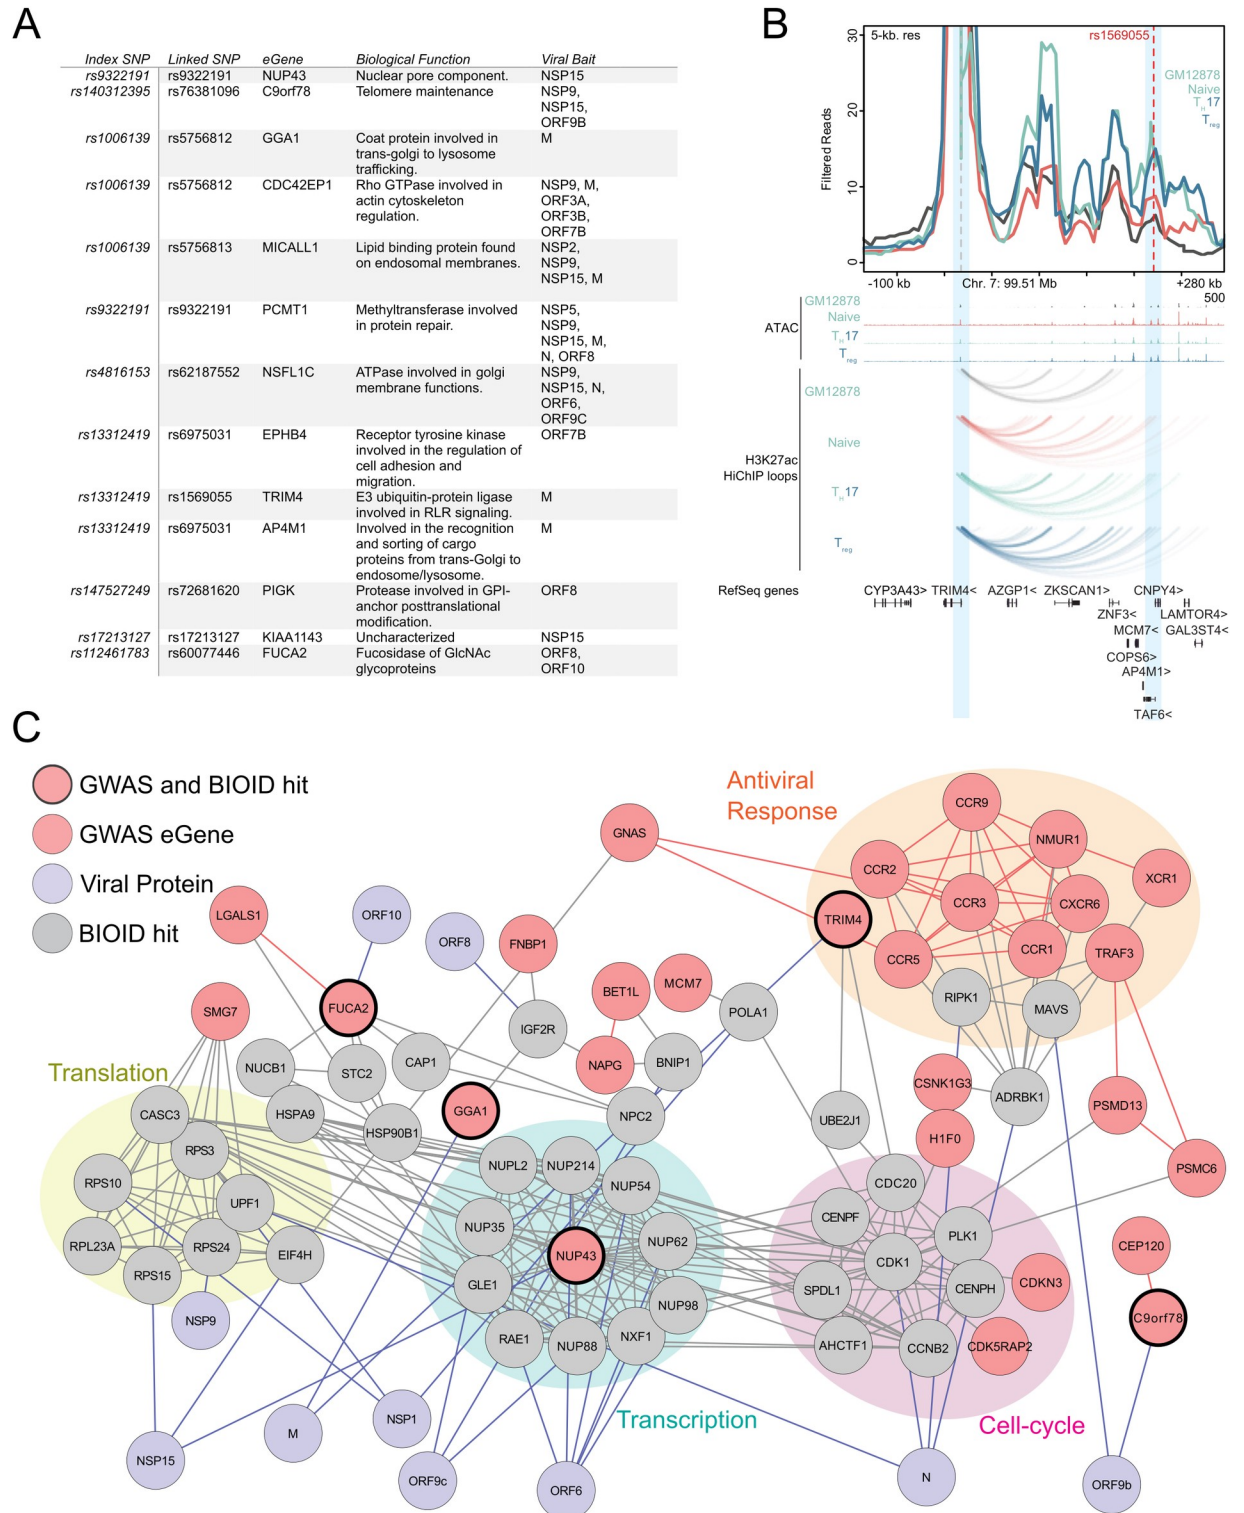 A
Index SNP Linked SNP eGene Biological Function Viral Bait
rs9322191 rs9322191 NUP43 Nuclear pore component. NSP15
rs140312395 rs76381096 C9orf78 Telomere maintenance NSP9,
NSP15,
ORF9B
rs1006139 rs5756812 GGA1 Coat protein involved in M
trans-golgi to lysosome
trafficking.
rs1006139 rs5756812 CDC42EP1 Rho GTPase involved in NSP9, M,
actin cytoskeleton ORF3A,
regulation. ORF3B,
ORF7B
rs1006139 rs5756813 MICALL1 Lipid binding protein found NSP2,
on endosomal membranes. NSP9,
NSP15, M
rs9322191 rs9322191 PCMT1 Methyltransferase involved NSP5,
in protein repair. NSP9,
NSP15, M,
N, ORF8
rs4816153 rs62187552 NSFL1C ATPase involved in golgi NSP9,
membrane functions. NSP15, N,
ORF6,
ORF9C
rs13312419 rs6975031 EPHB4 Receptor tyrosine kinase ORF7B
involved in the regulation of
cell adhesion and
migration.
rs13312419 rs1569055 TRIM4 E3 ubiquitin-protein ligase M
involved in RLR signaling.
rs13312419 rs6975031 AP4M1 Involved in the recognition M
and sorting of cargo
proteins from trans-Golgi to
endosome/lysosome.
rs147527249 rs72681620 PIGK Protease involved in GPI- ORF8
anchor posttranslational
modification.
rs17213127 rs17213127 KIAA1143 Uncharacterized NSP15
rs112461783 rs60077446 FUCA2 Fucosidase of GlcNAc ORF8,
glycoproteins ORF10
B
5-kb. res rs1569055
GM12878
Naive
TH17
Treg
Filtered Reads
30
20
10
0
-100 kb Chr. 7: 99.51 Mb +280 kb
500
ATAC
GM12878
Naive
TH17
Treg
H3K27ac
HiChIP loops
GM12878
Naive
TH17
Treg
RefSeq genes
CYP3A43> TRIM4< AZGP1< ZKSCAN1> CNPY4>
ZNF3< LAMTOR4>
MCM7< GAL3ST4<
COPS6>
AP4M1>
TAF6<
C
GWAS and BIOID hit
GWAS eGene
Viral Protein
BIOID hit
Antiviral
Response
CCR9
NMUR1
GNAS
CCR2
XCR1
CCR3
CXCR6
LGALS1
ORF10
TRIM4
ORF8
FNBP1
CCR5
CCR1
TRAF3
BET1L
MCM7
RIPK1
MAVS
SMG7
FUCA2
POLA1
IGF2R
Translation
NUCB1
STC2
CAP1
NAPG
BNIP1
CSNK1G3
ADRBK1
PSMD13
CASC3
HSPA9
GGA1
NPC2
UBE2J1
HSP90B1
H1F0
RPS3
PSMC6
RPS10
NUPL2
NUP214
NUP54
CDC20
UPF1
CENPF
RPL23A
RPS24
EIF4H
NUP35
NUP43
NUP62
PLK1
CEP120
RPS15
GLE1
CDK1
SPDL1
CENPH
CDKN3
NUP98
NSP9
C9orf78
RAE1
NUP88
NXF1
AHCTF1
CCNB2
CDK5RAP2
Transcription
Cell-cycle
NSP1
M
NSP15
ORF9c
ORF6
N
ORF9b